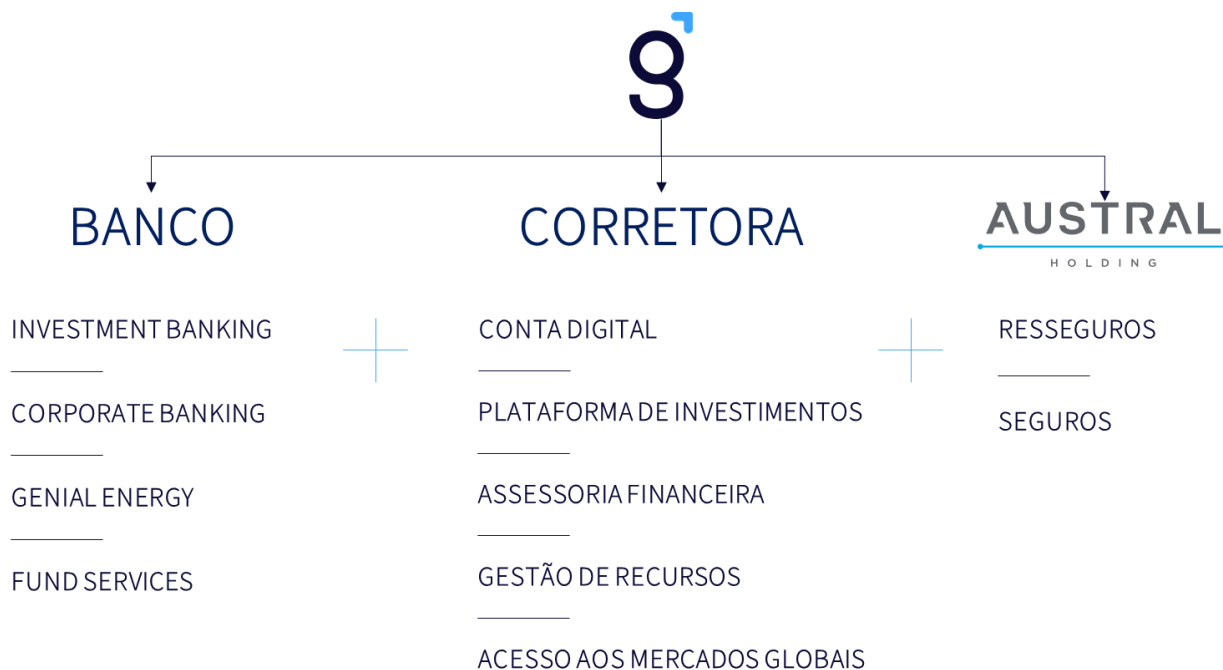 g
BANCO
CORRETORA
AUSTRAL
HOLDING
INVESTMENT BANKING
CORPORATE BANKING
GENIAL ENERGY
FUND SERVICES
CONTA DIGITAL
PLATAFORMA DE INVESTIMENTOS
ASSESSORIA FINANCEIRA
GESTÃO DE RECURSOS
ACESSO AOS MERCADOS GLOBAIS
RESSEGUROS
SEGUROS